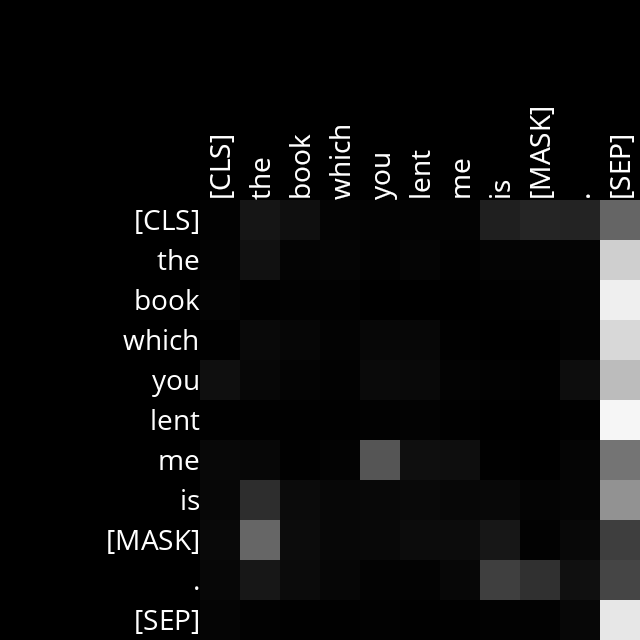 [CLS] the book which you lent me is [MASK] . [SEP]
[CLS]
the
book
which
you
lent
me
is
[MASK]
.
[SEP]